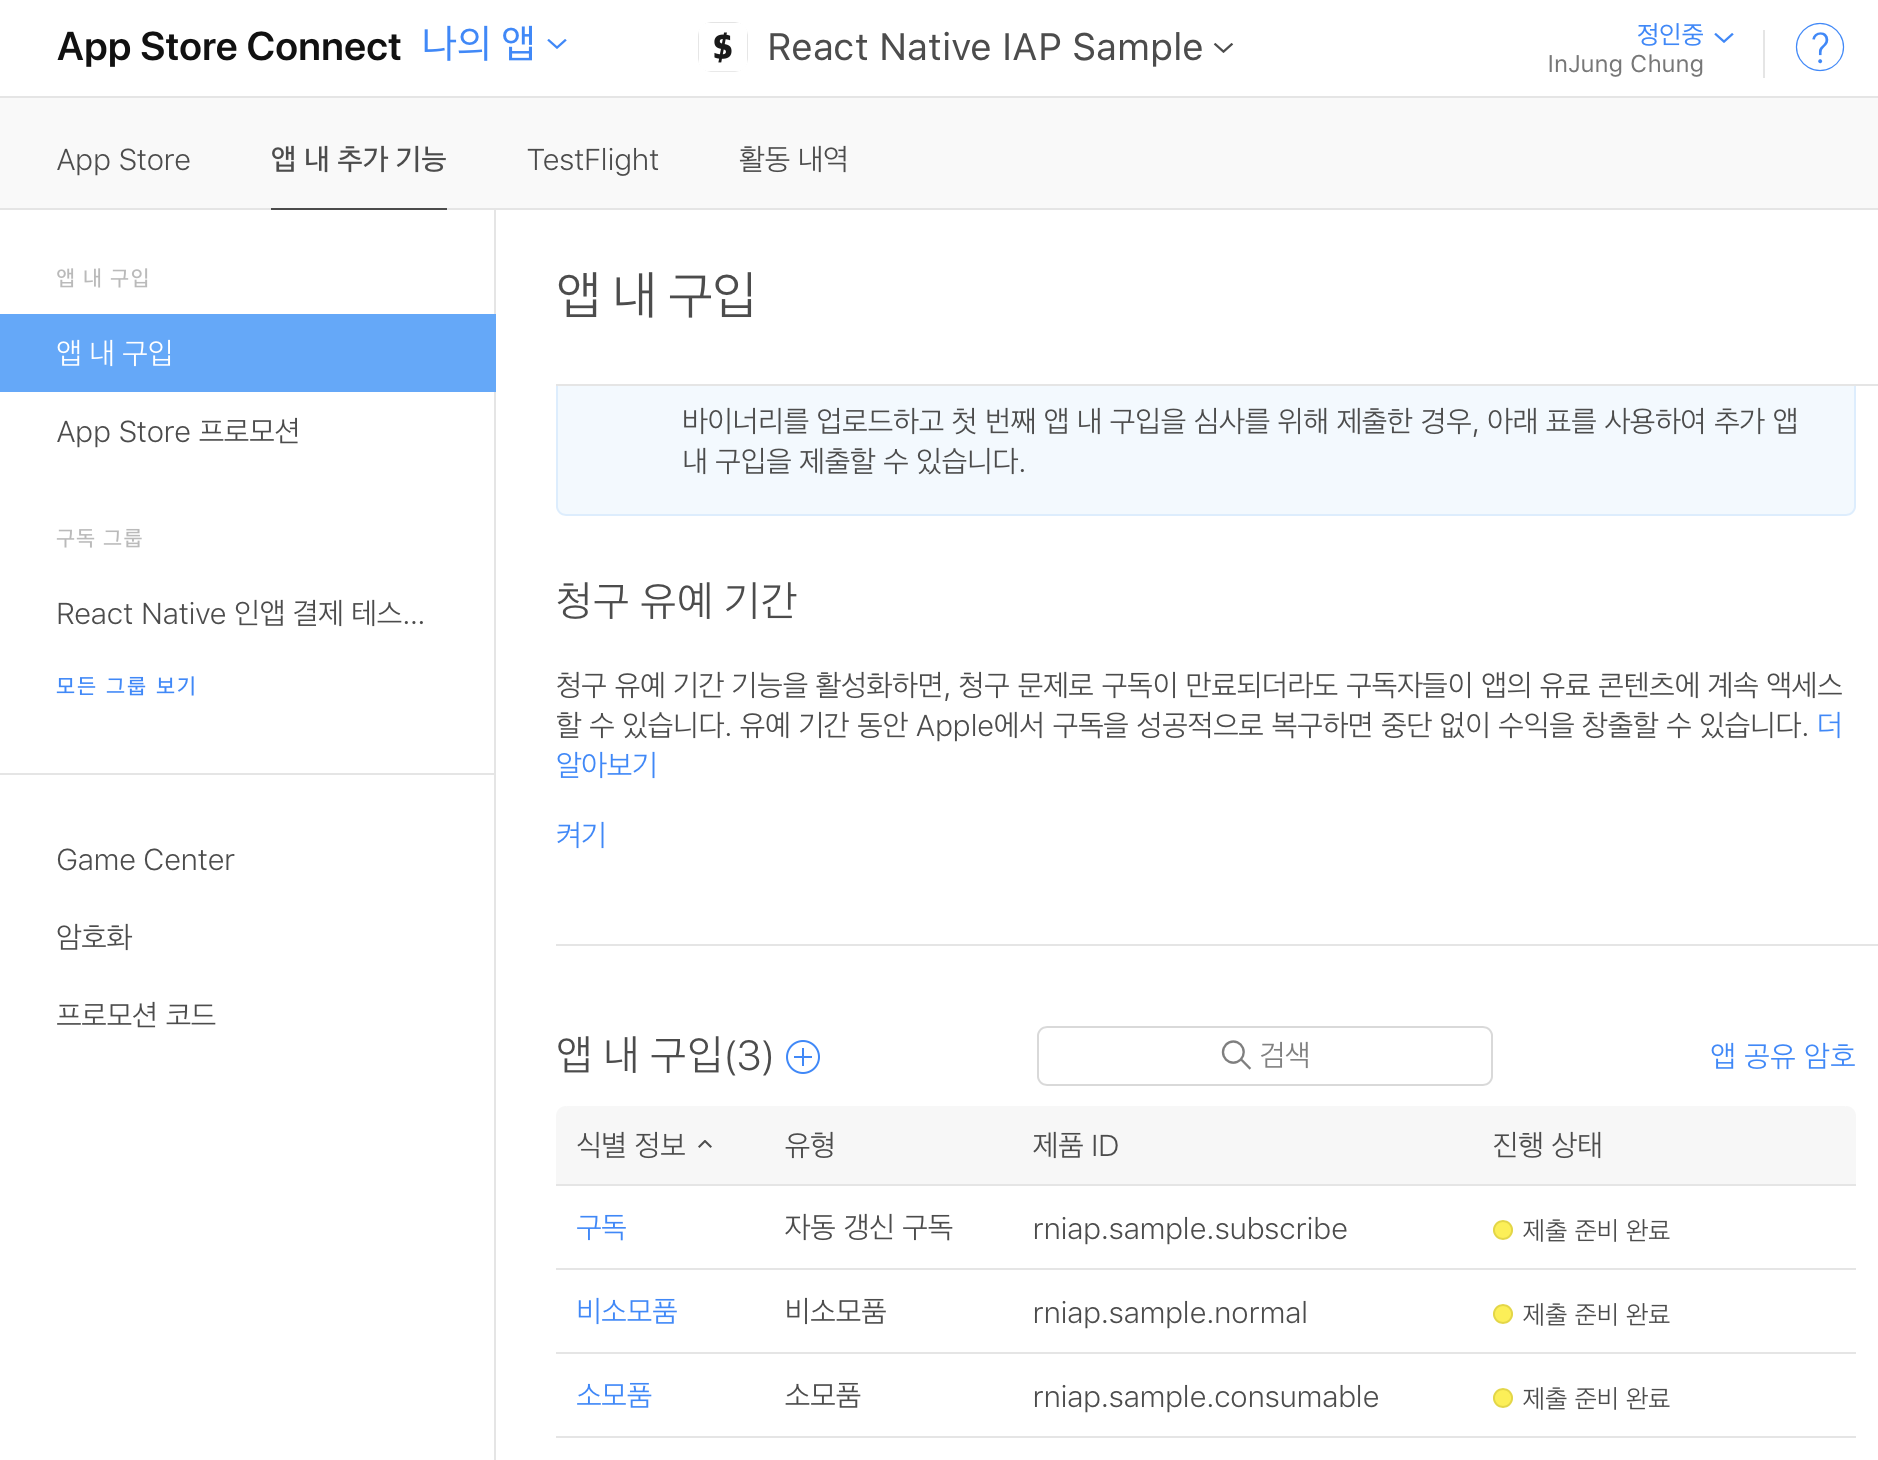 App Store Connect 나의 앱
$ React Native IAP Sample
정인중
InJung Chung
?
App Store 앱 내 추가 기능 TestFlight 활동 내역
앱 내 구입
앱 내 구입
App Store 프로모션
구독 그룹
React Native 인앱 결제 테스...
모든 그룹 보기
Game Center
암호화
프로모션 코드
앱 내 구입
바이너리를 업로드하고 첫 번째 앱 내 구입을 심사를 위해 제출한 경우, 아래 표를 사용하여 추가 앱
내 구입을 제출할 수 있습니다.
청구 유예 기간
청구 유예 기간 기능을 활성화하면, 청구 문제로 구독이 만료되더라도 구독자들이 앱의 유료 콘텐츠에 계속 액세스
할 수 있습니다. 유예 기간 동안 Apple에서 구독을 성공적으로 복구하면 중단 없이 수익을 창출할 수 있습니다. 더
알아보기
켜기
앱 내 구입(3) 검색 앱 공유 암호
식별 정보 유형 제품 ID 진행 상태
구독 자동 갱신 구독 rniap.sample.subscribe 제출 준비 완료
비소모품 비소모품 rniap.sample.normal 제출 준비 완료
소모품 소모품 rniap.sample.consumable 제출 준비 완료